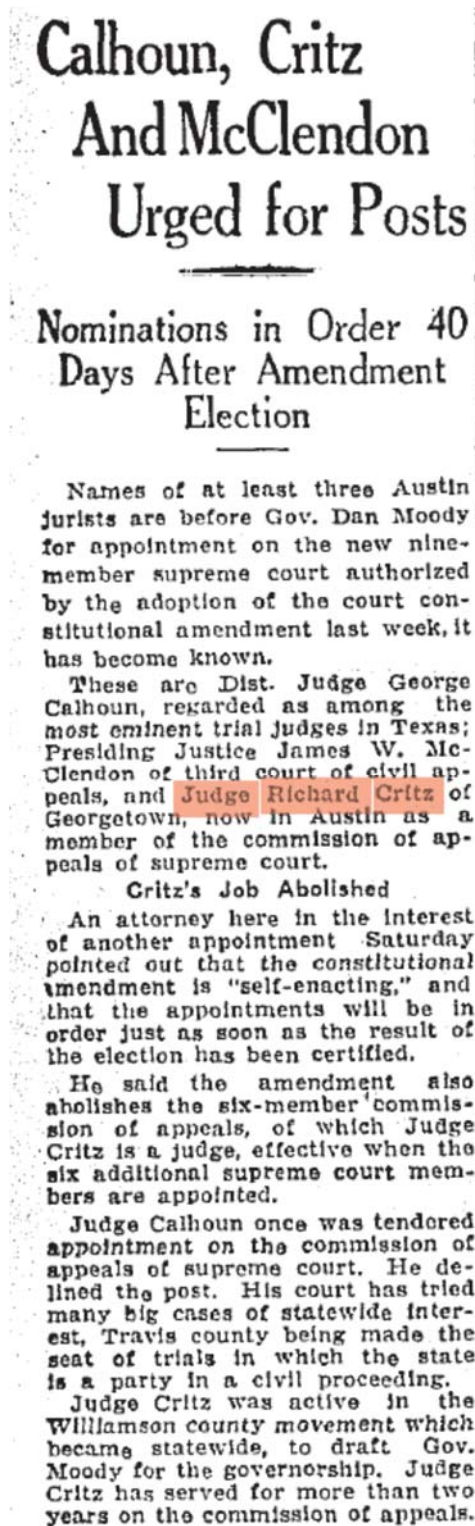 Calhoun, Critz
And McClendon
Urged for Posts
Nominations in Order 40
Days After Amendment
Election
Names of at least three Austin
jurists are before Gov. Dan Moody
for appointment on the new nine-
member supreme court authorized
by the adoption of the court con-
stitutional amendment last week, it
has become known.
These are Dist. Judge George
Calhoun, regarded as among the
most eminent trial judges in Texas;
Presiding Justice James W. Mc-
Clendon of third court of civil ap-
peals, and Judge Richard Critz of
Georgetown, now in Austin as a
member of the commission of ap-
peals of supreme court.
Critz's Job Abolished
An attorney here in the interest
of another appointment Saturday
pointed out that the constitutional
amendment is "self-enacting," and
that the appointments will be in
order just as soon as the result of
the election has been certified.
He said the amendment also
abolishes the six-member commis-
sion of appeals, of which Judge
Critz is a judge, effective when the
six additional supreme court mem-
bers are appointed.
Judge Calhoun once was tendered
appointment on the commission of
appeals of supreme court. He de-
lined the post. His court has tried
many big cases of statewide inter-
est, Travis county being made the
seat of trials in which the state
is a party in a civil proceeding.
Judge Critz was active in the
Williamson county movement which
became statewide, to draft Gov.
Moody for the governorship. Judge
Critz has served for more than two
years on the commission of appeals.